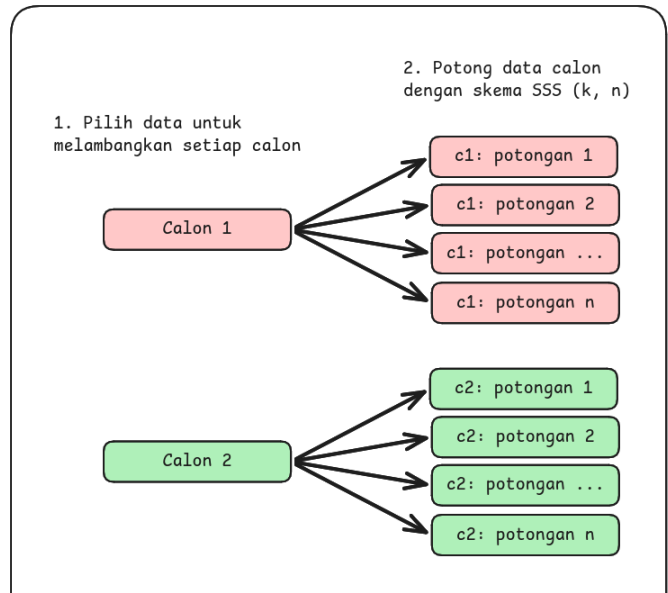 2. Potong data calon
dengan skema SSS (k, n)
1. Pilih data untuk
melambangkan setiap calon
Calon 1
c1: potongan 1
c1: potongan 2
c1: potongan ...
c1: potongan n
Calon 2
c2: potongan 1
c2: potongan 2
c2: potongan ...
c2: potongan n